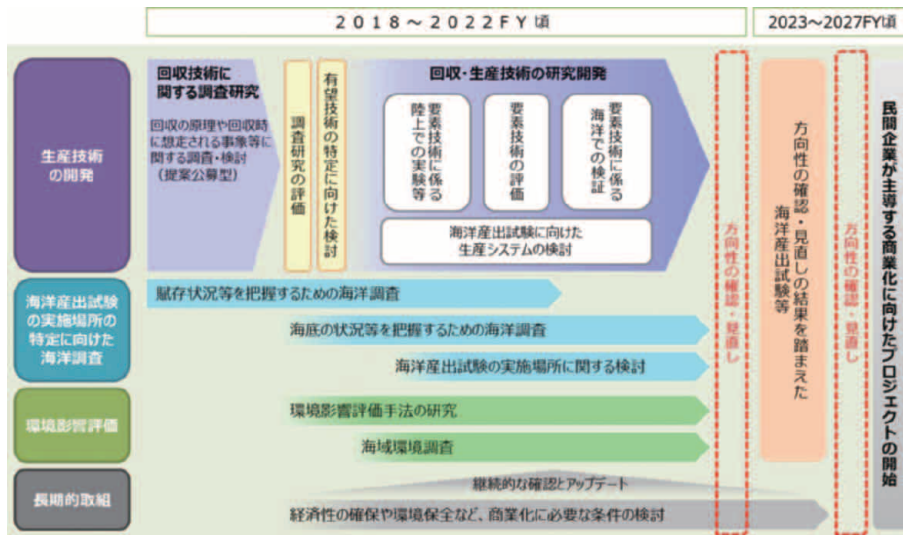 2018～2022FY頃
2023～2027FY頃
生産技術
の開発
回収技術に
関する調査研究
回収の原理や回収時
に想定される事象等に
関する調査・検討
（提案公募型）
調査研究の評価
有望技術の特定に向けた検討
回収・生産技術の研究開発
要素技術に係る
陸上での実験等
要素技術の評価
要素技術に係る
海洋での検証
海洋産出試験に向けた
生産システムの検討
方向性の確認・見直し
方向性の確認・見直しの結果を踏まえた
海洋産出試験等
方向性の確認・見直し
民間企業が主導する商業化に向けたプロジェクトの開始
海洋産出試験
の実施場所の
特定に向けた
海洋調査
賦存状況等を把握するための海洋調査
海底の状況等を把握するための海洋調査
海洋産出試験の実施場所に関する検討
環境影響評価
環境影響評価手法の研究
海域環境調査
長期的取組
継続的な確認とアップデート
経済性の確保や環境保全など、商業化に必要な条件の検討